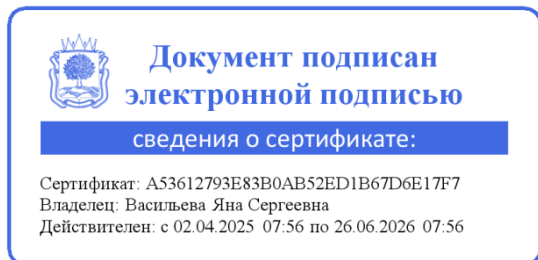 Документ подписан
электронной подписью
сведения о сертификате:
Сертификат: A53612793E83B0AB52ED1B67D6E17F7
Владелец: Васильева Яна Сергеевна
Действителен: с 02.04.2025 07:56 по 26.06.2026 07:56